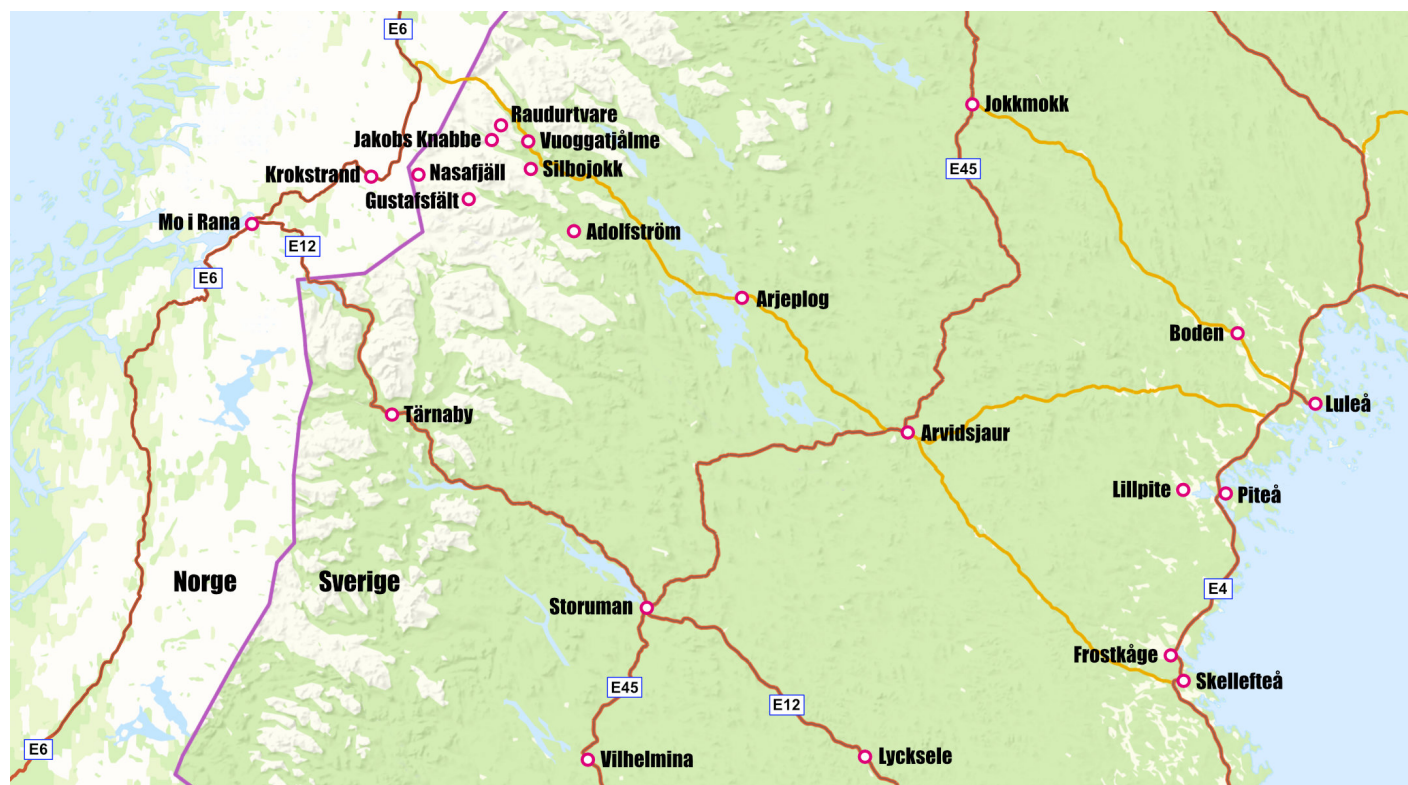 E6
Jokkmokk
Raudurtvare
Jakobs Knabbe
Vuoggatjålme
Silbojokk
E45
Krokstrand
Nasafjäll
Gustafsfält
Mo i Rana
Adolfström
E12
E6
Arjeplog
Boden
Luleå
Tärnaby
Arvidsjaur
Lillpite
Piteå
Norge
Sverige
E4
Storuman
Frostkåge
Skellefteå
E45
E12
E6
Vilhelmina
Lycksele